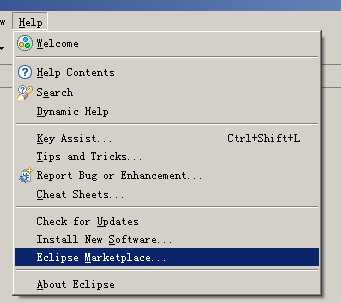 w Help
Welcome
Help Contents
Search
Dynamic Help
Key Assist... Ctrl+Shift+L
Tips and Tricks...
Report Bug or Enhancement...
Cheat Sheets...
Check for Updates
Install New Software...
Eclipse Marketplace...
About Eclipse